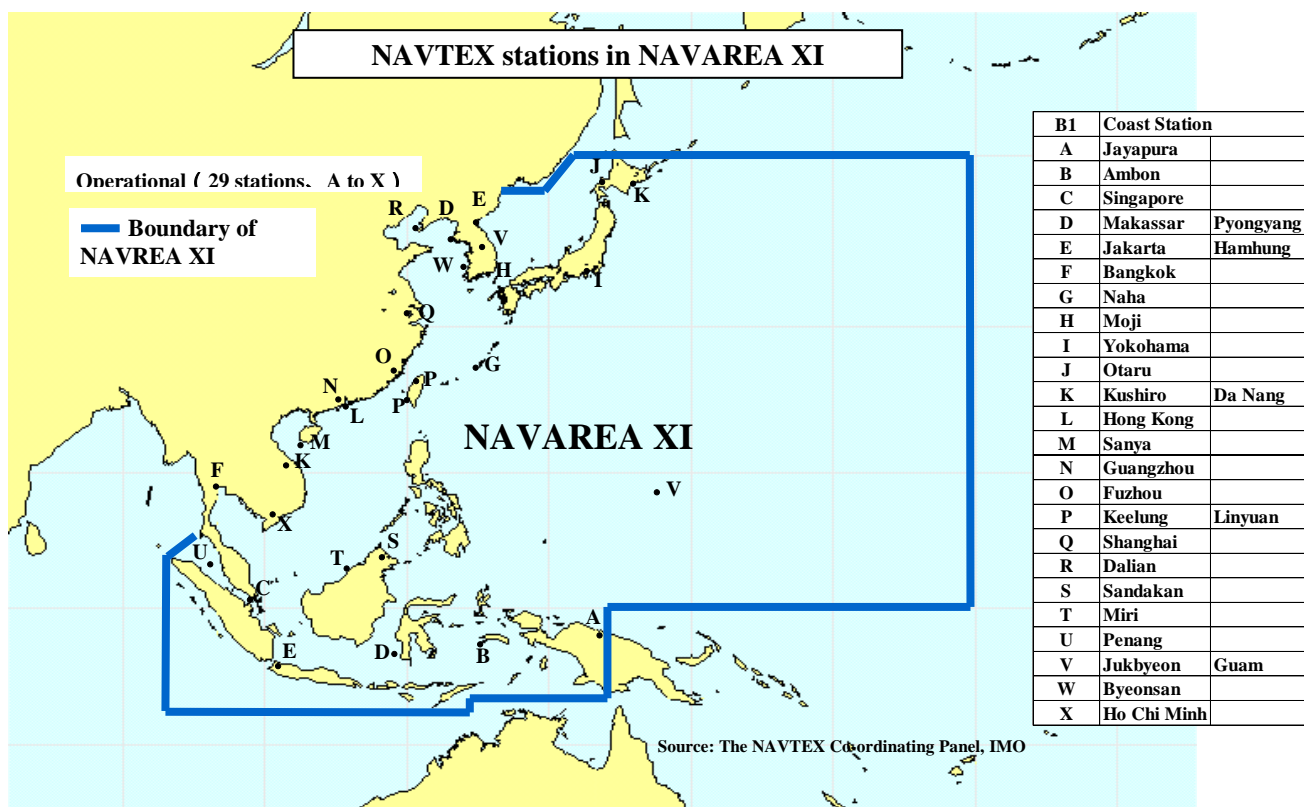 NAVTEX stations in NAVAREA XI
Operational ( 29 stations、 A to X )
Boundary of
NAVREA XI
J
K
R D E
V
W H
I
Q
O
P
G
N
P
L
M
NAVAREA XI
K
F
V
X
S
T
U
C
A
D B
E
Source: The NAVTEX Co-ordinating Panel, IMO
B1 Coast Station
A Jayapura
B Ambon
C Singapore
D Makassar Pyongyang
E Jakarta Hamhung
F Bangkok
G Naha
H Moji
I Yokohama
J Otaru
K Kushiro Da Nang
L Hong Kong
M Sanya
N Guangzhou
O Fuzhou
P Keelung Linyuan
Q Shanghai
R Dalian
S Sandakan
T Miri
U Penang
V Jukbyeon Guam
W Byeonsan
X Ho Chi Minh